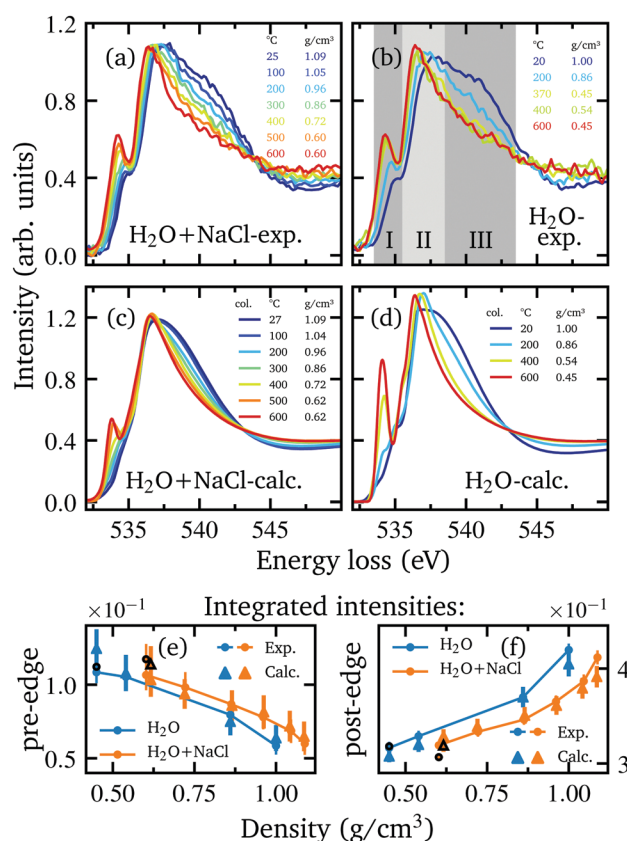 (a)
°C g/cm³
25 1.09
100 1.05
200 0.96
300 0.86
400 0.72
500 0.60
600 0.60
H₂O+NaCl-exp.
(b)
°C g/cm³
20 1.00
200 0.86
370 0.45
400 0.54
600 0.45
I II III
H₂O-
exp.
1.2
0.8
0.4
0.0
Intensity (arb. units)
(c)
col. °C g/cm³
27 1.09
100 1.04
200 0.96
300 0.86
400 0.72
500 0.62
600 0.62
H₂O+NaCl-calc.
(d)
col. °C g/cm³
20 1.00
200 0.86
400 0.54
600 0.45
H₂O-calc.
1.2
0.8
0.4
0.0
535 540 545 535 540 545
Energy loss (eV)
Integrated intensities:
×10⁻¹
(e)
Exp.
Calc.
H₂O
H₂O+NaCl
1.0
0.5
pre-edge
0.50 0.75 1.00
×10⁻¹
(f)
H₂O
H₂O+NaCl
Exp.
Calc.
4
3
post-edge
0.50 0.75 1.00
Density (g/cm³)